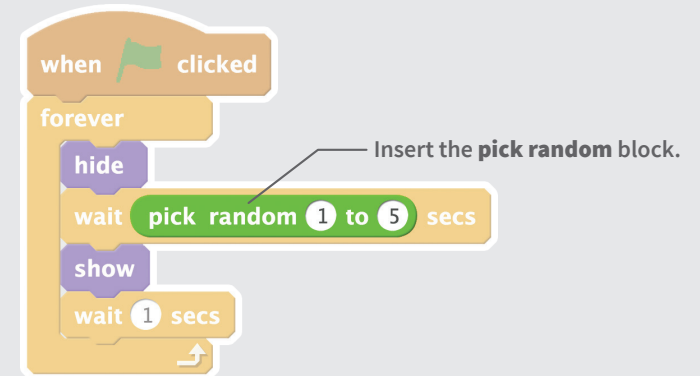 when clicked
forever
hide
Insert the pick random block.
wait pick random 1 to 5 secs
show
wait 1 secs